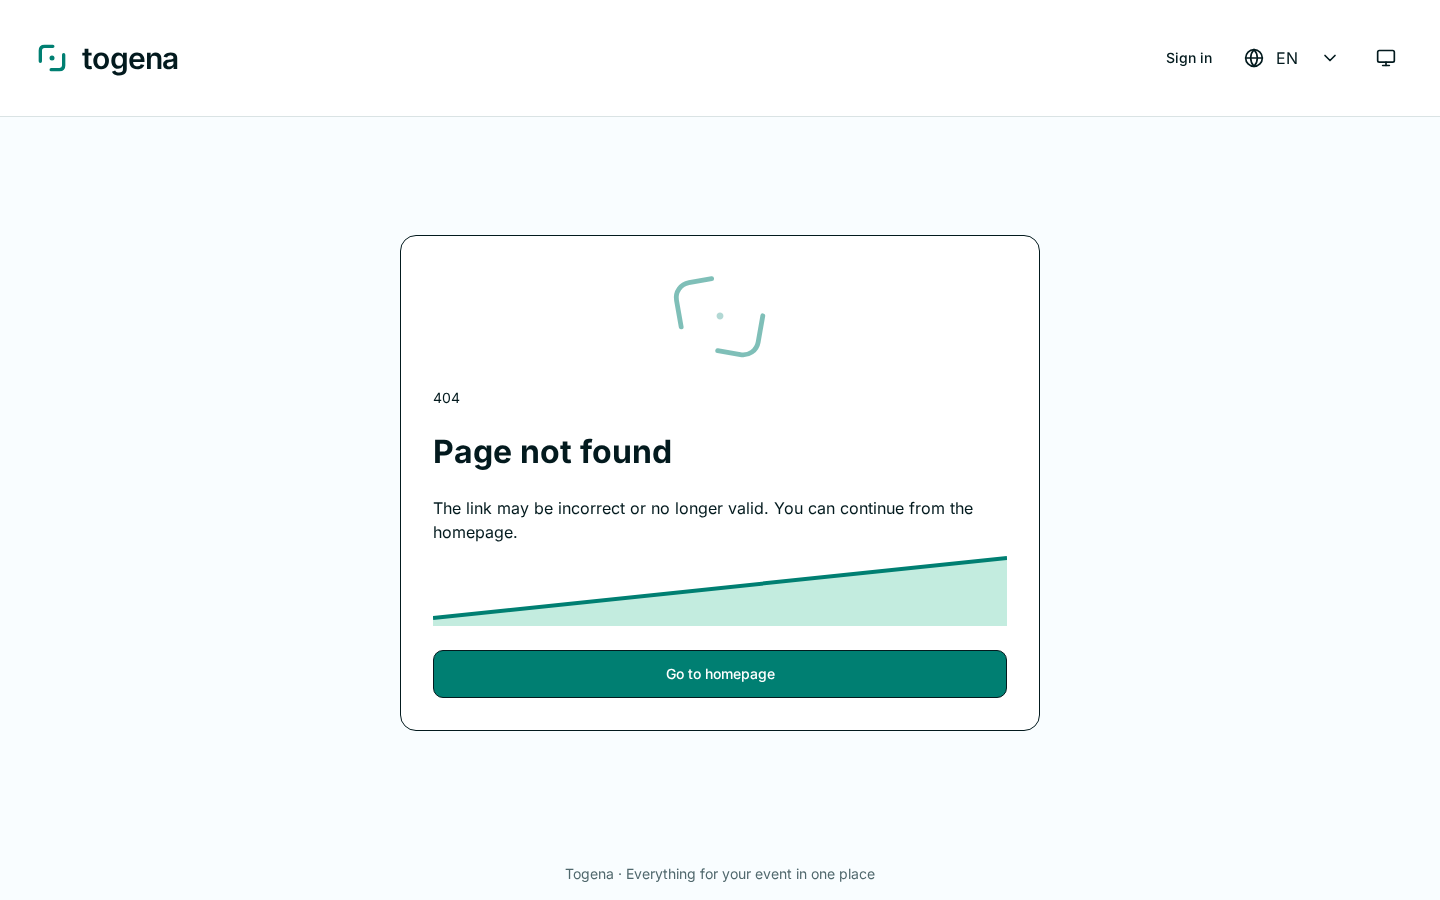 togena
Sign in
EN
404
Page not found
The link may be incorrect or no longer valid. You can continue from the
homepage.
Go to homepage
Togena · Everything for your event in one place